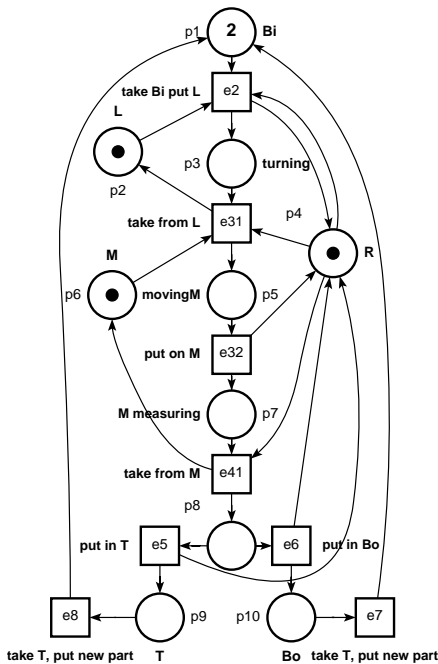 p1 2 Bi
take Bi put L e2
L
p3 turning
p2
take from L e31 p4
M R
p6 movingM p5
put on M e32
M measuring p7
take from M e41
p8
put in T e5 e6 put in Bo
e8 p9 p10 e7
take T, put new part T Bo take T, put new part